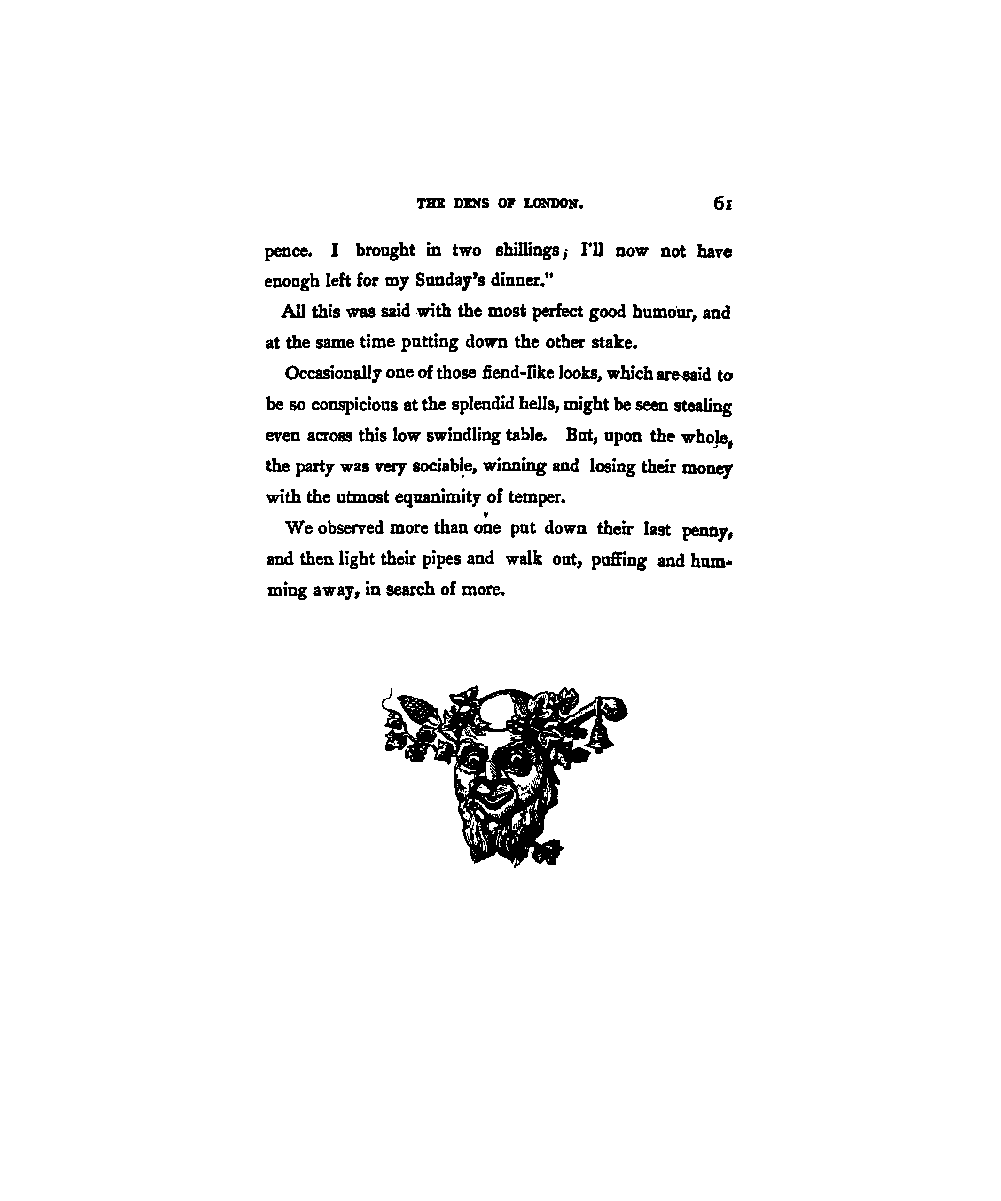 THE DENS OF LONDON. 61
pence. I brought in two shillings; I'll now not have
enough left for my Sunday's dinner."
All this was said with the most perfect good humour, and
at the same time putting down the other stake.
Occasionally one of those fiend-like looks, which are said to
be so conspicious at the splendid hells, might be seen stealing
even across this low swindling table. But, upon the whole,
the party was very sociable, winning and losing their money
with the utmost equanimity of temper.
We observed more than one put down their last penny,
and then light their pipes and walk out, puffing and hum-
ming away, in search of more.